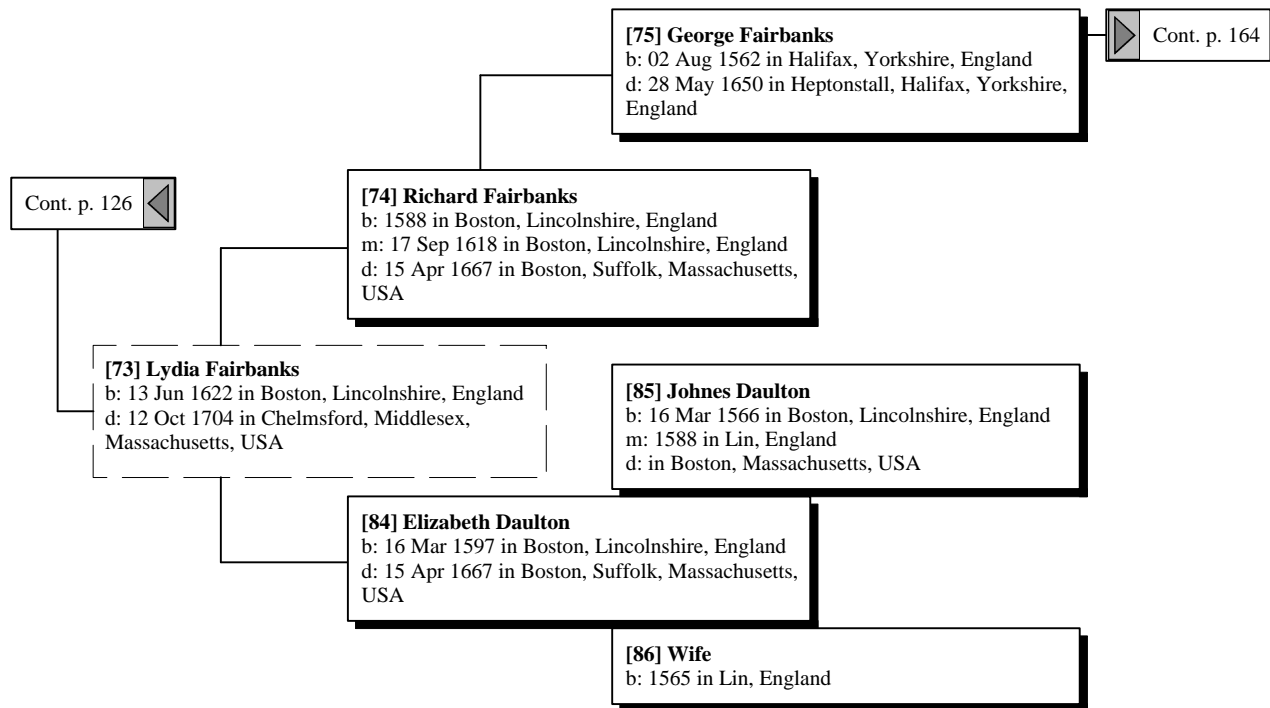 [75] George Fairbanks
b: 02 Aug 1562 in Halifax, Yorkshire, England
d: 28 May 1650 in Heptonstall, Halifax, Yorkshire,
England
Cont. p. 164
[74] Richard Fairbanks
b: 1588 in Boston, Lincolnshire, England
m: 17 Sep 1618 in Boston, Lincolnshire, England
d: 15 Apr 1667 in Boston, Suffolk, Massachusetts,
USA
Cont. p. 126
[73] Lydia Fairbanks
b: 13 Jun 1622 in Boston, Lincolnshire, England
d: 12 Oct 1704 in Chelmsford, Middlesex,
Massachusetts, USA
[85] Johnes Daulton
b: 16 Mar 1566 in Boston, Lincolnshire, England
m: 1588 in Lin, England
d: in Boston, Massachusetts, USA
[84] Elizabeth Daulton
b: 16 Mar 1597 in Boston, Lincolnshire, England
d: 15 Apr 1667 in Boston, Suffolk, Massachusetts,
USA
[86] Wife
b: 1565 in Lin, England